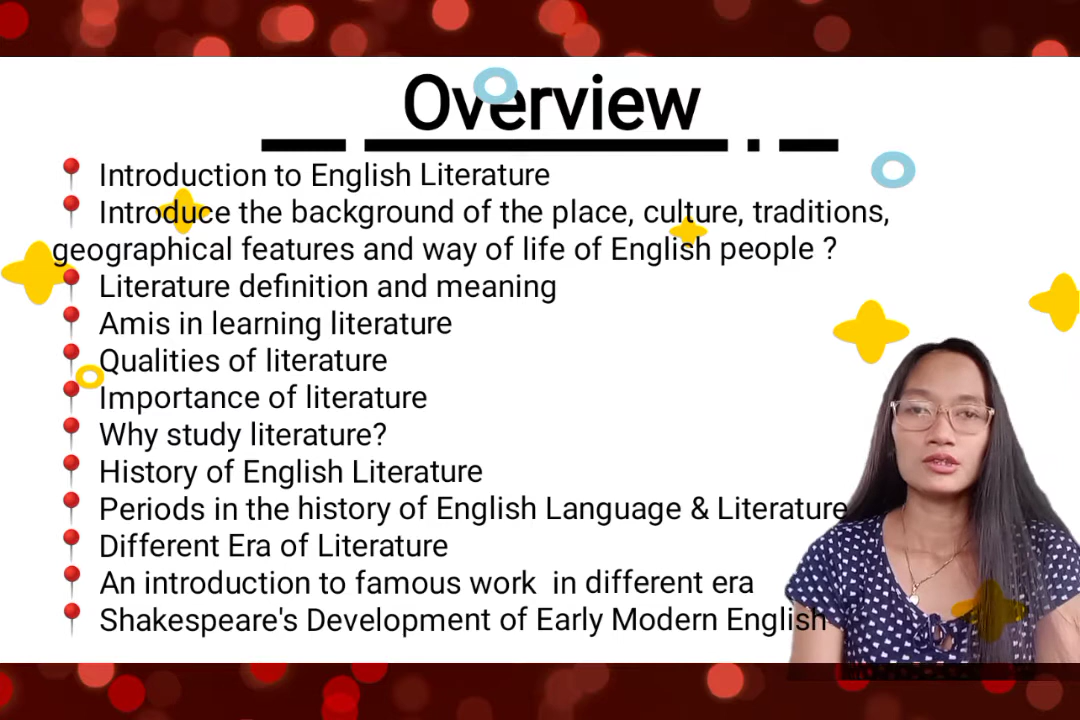 Overview
Introduction to English Literature
Introduce the background of the place, culture, traditions,
geographical features and way of life of English people ?
Literature definition and meaning
Amis in learning literature
Qualities of literature
Importance of literature
Why study literature?
History of English Literature
Periods in the history of English Language & Literature
Different Era of Literature
An introduction to famous work in different era
Shakespeare's Development of Early Modern English